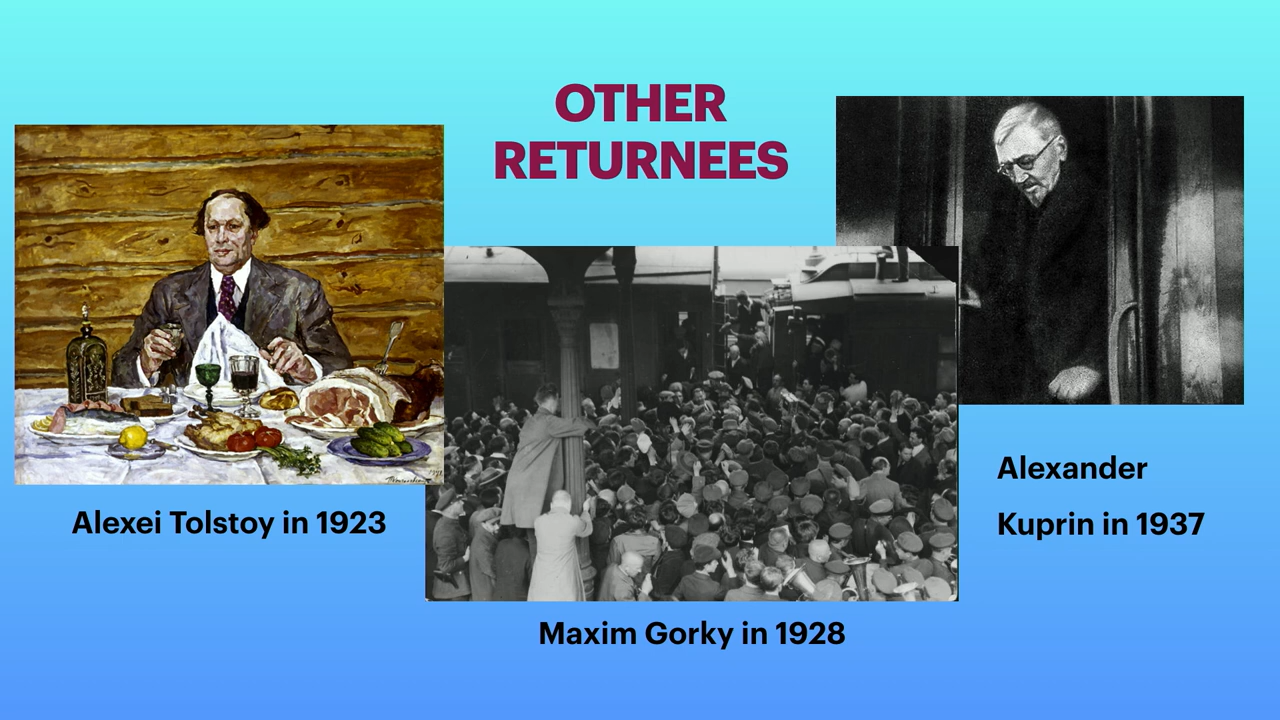 OTHER
RETURNEES
Alexei Tolstoy in 1923
Maxim Gorky in 1928
Alexander
Kuprin in 1937